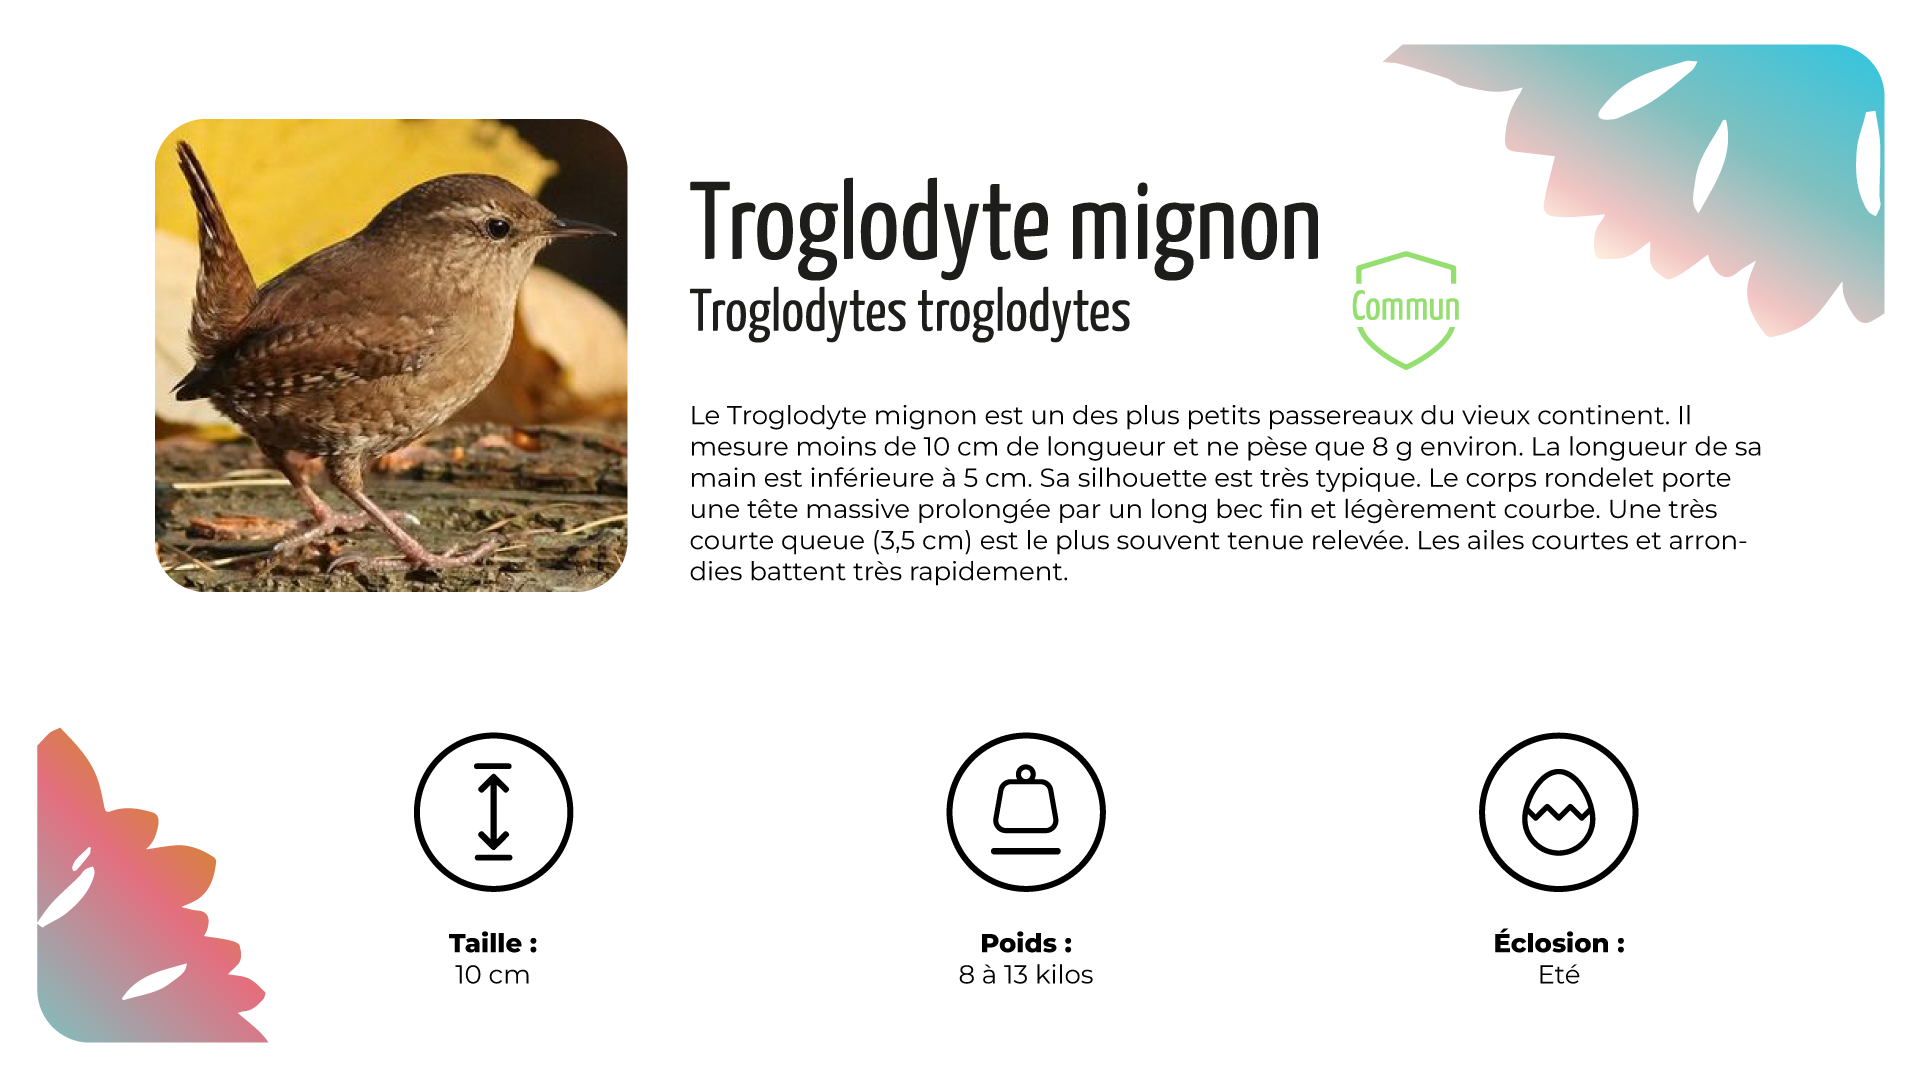 Troglodyte mignon
Troglodytes troglodytes
Commun
Le Troglodyte mignon est un des plus petits passereaux du vieux continent. Il
mesure moins de 10 cm de longueur et ne pèse que 8 g environ. La longueur de sa
main est inférieure à 5 cm. Sa silhouette est très typique. Le corps rondelet porte
une tête massive prolongée par un long bec fin et légèrement courbe. Une très
courte queue (3,5 cm) est le plus souvent tenue relevée. Les ailes courtes et arron-
dies battent très rapidement.
Taille :
10 cm
Poids :
8 à 13 kilos
Éclosion :
Eté